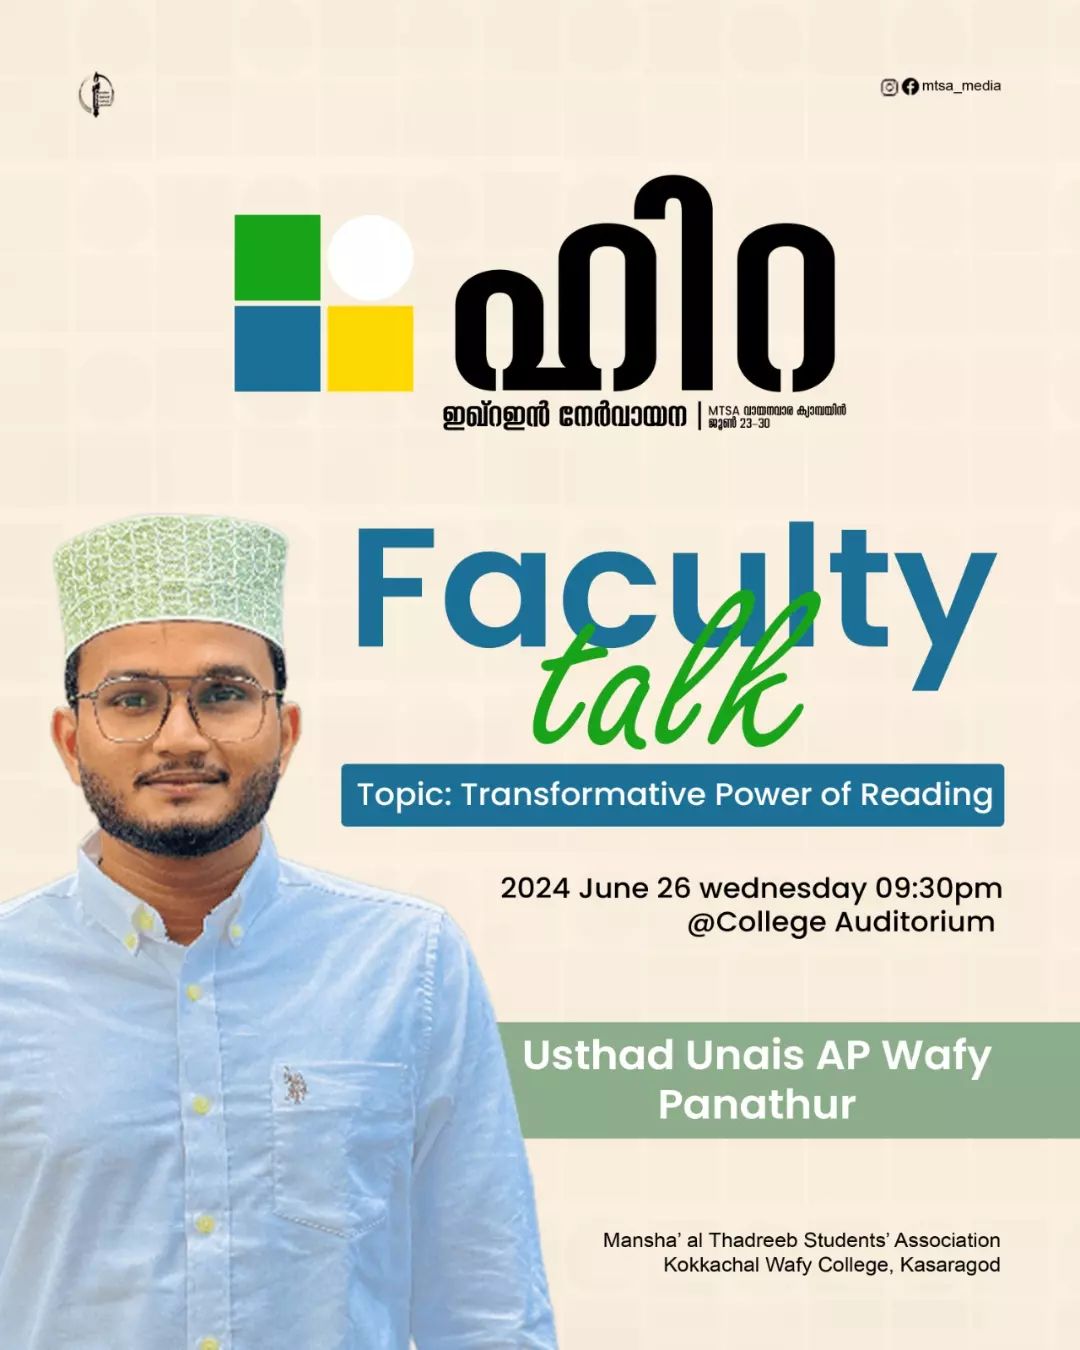 mtsa_media
ഹിറ
ഇഖ്റഇൻ നേർവായന
MTSA വായനവാര ക്യാമ്പയിൻ
ജൂൺ 23-30
Faculty
talk
Topic: Transformative Power of Reading
2024 June 26 wednesday 09:30pm
@College Auditorium
Usthad Unais AP Wafy
Panathur
Mansha’ al Thadreeb Students’ Association
Kokkachal Wafy College, Kasaragod